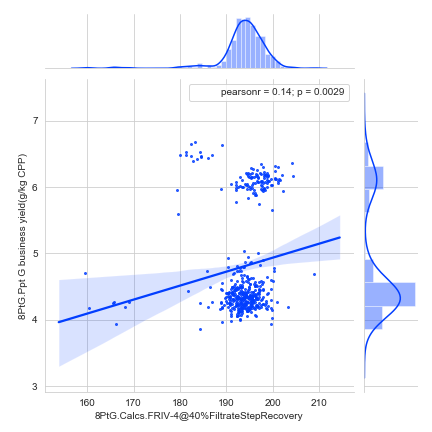 pearsonr = 0.14; p = 0.0029
7
6
5
4
3
8PtG.Ppt G business yield(g/kg CPP)
160 170 180 190 200 210
8PtG.Calcs.FRIV-4@40%FiltrateStepRecovery